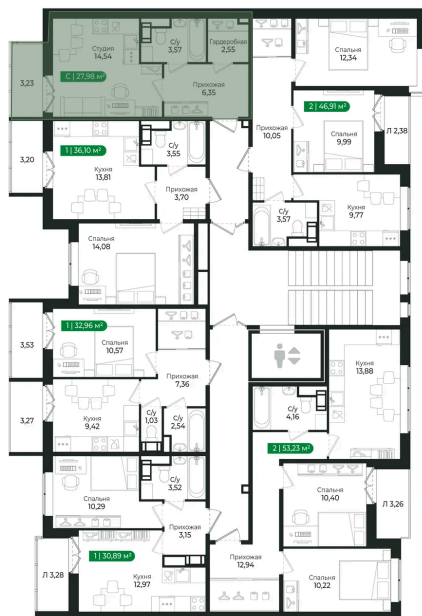 Студия
14,54
С/у
3,57
Гардеробная
2,55
Спальня
12,34
3,23
С | 27,98 м²
Прихожая
6,35
2 | 46,91 м²
1 | 36,10 м²
С/у
3,55
Прихожая
10,05
Спальня
9,99
Л 2,38
3,20
Кухня
13,81
Прихожая
3,70
С/у
3,57
Кухня
9,77
Спальня
14,08
1 | 32,96 м²
3,53
Спальня
10,57
Прихожая
7,36
Кухня
13,88
3,27
Кухня
9,42
С/у
1,03
С/у
2,54
С/у
4,16
2 | 53,23 м²
С/у
3,52
Спальня
10,29
Спальня
10,40
Л 3,26
Прихожая
3,15
1 | 30,89 м²
Прихожая
12,94
Л 3,28
Кухня
12,97
Спальня
10,22